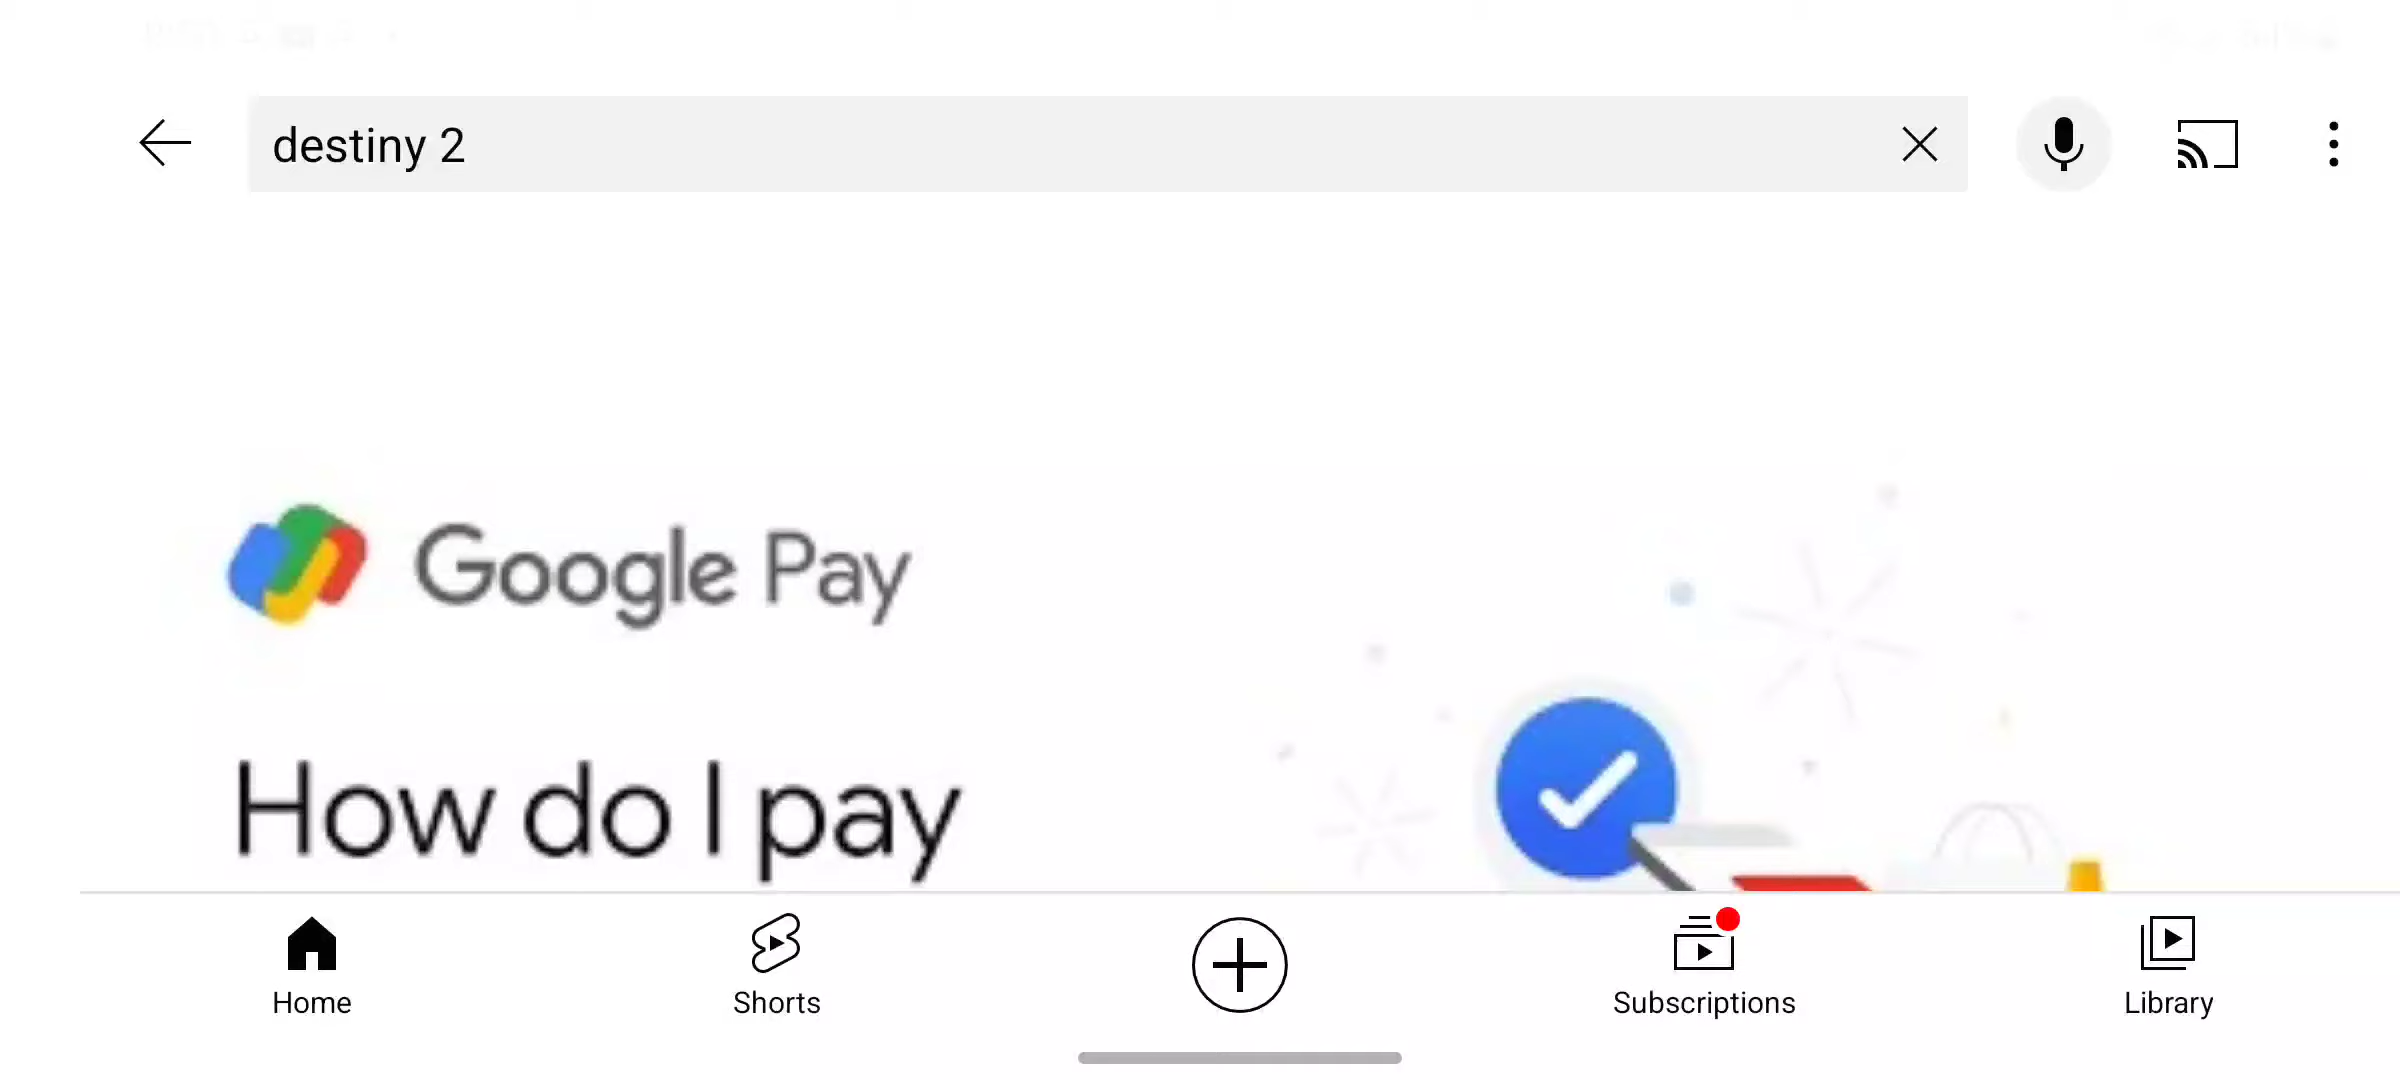 destiny 2
Google Pay
How do I pay
Home
Shorts
Subscriptions
Library